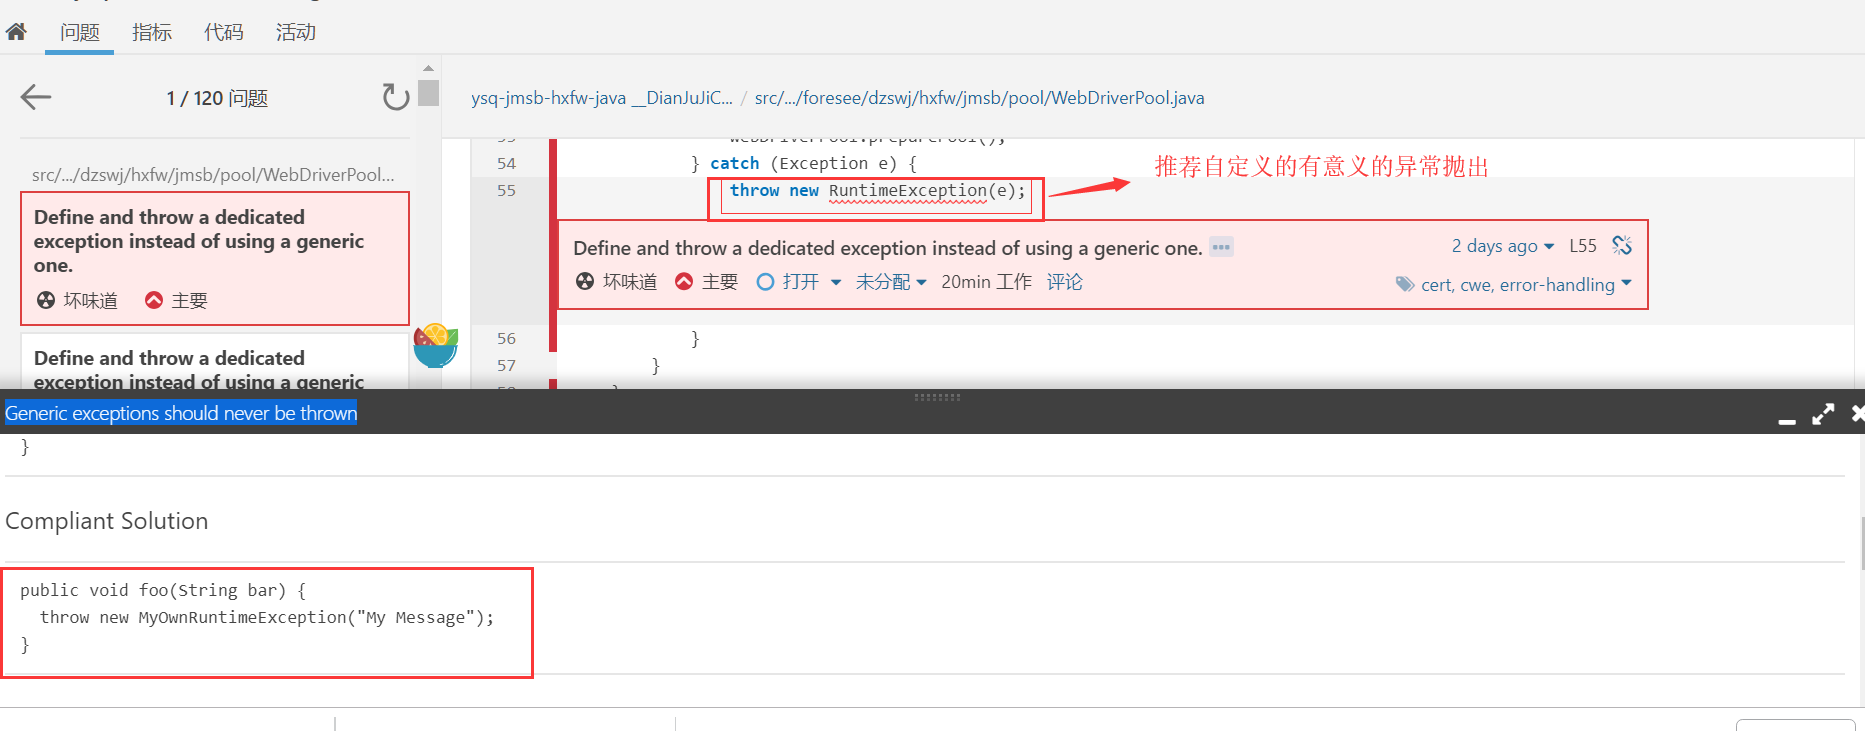 问题 指标 代码 活动
1 / 120 问题
ysq-jmsb-hxfw-java __DianJuJiC... / src/.../foresee/dzswj/hxfw/jmsb/pool/WebDriverPool.java
src/.../dzswj/hxfw/jmsb/pool/WebDriverPool...
Define and throw a dedicated
exception instead of using a generic
one.
坏味道 主要
Define and throw a dedicated
exception instead of using a generic
54 } catch (Exception e) {
55 throw new RuntimeException(e);
推荐自定义的有意义的异常抛出
Define and throw a dedicated exception instead of using a generic one. ...
2 days ago L55
坏味道 主要 打开 未分配 20min 工作 评论
cert, cwe, error-handling
56 }
57 }
Generic exceptions should never be thrown
}
Compliant Solution
public void foo(String bar) {
throw new MyOwnRuntimeException("My Message");
}